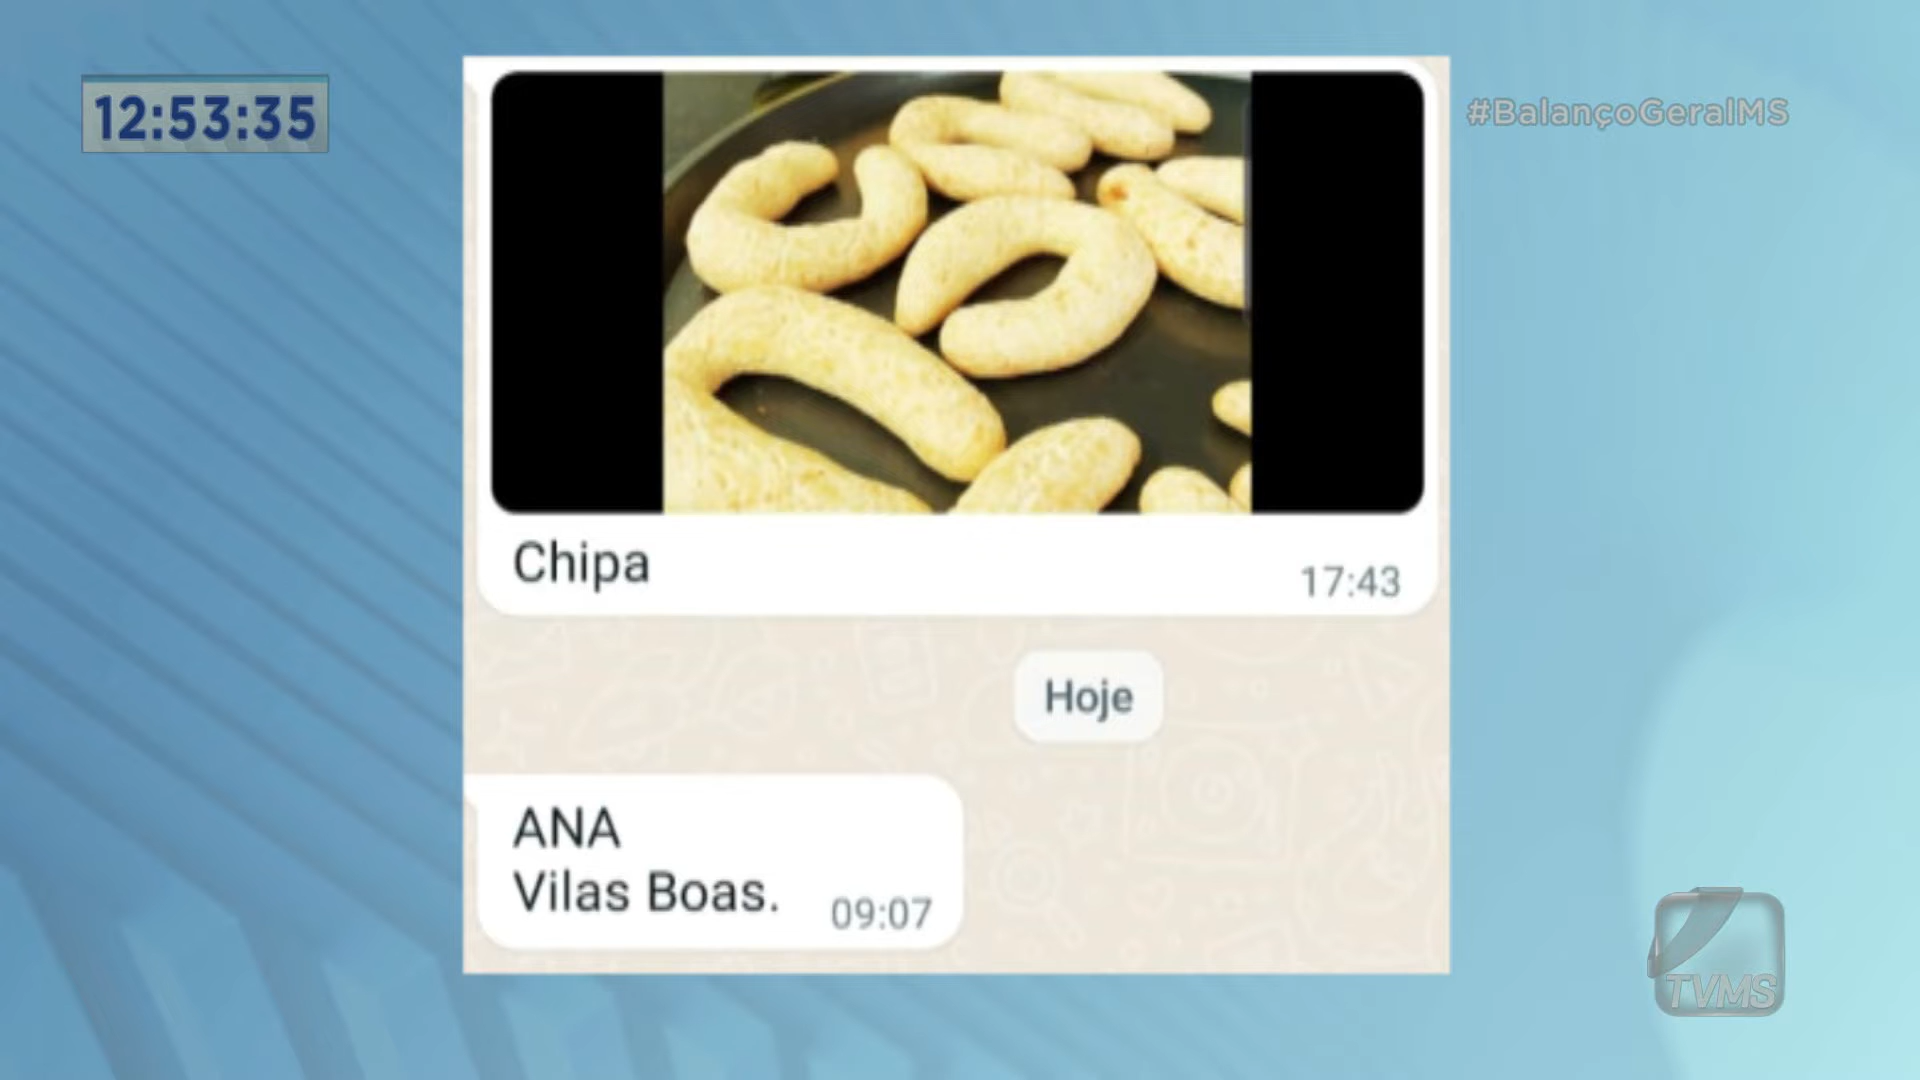 12:53:35
#BalançoGeralMS
Chipa
17:43
Hoje
ANA
Vilas Boas.
09:07
TVMS